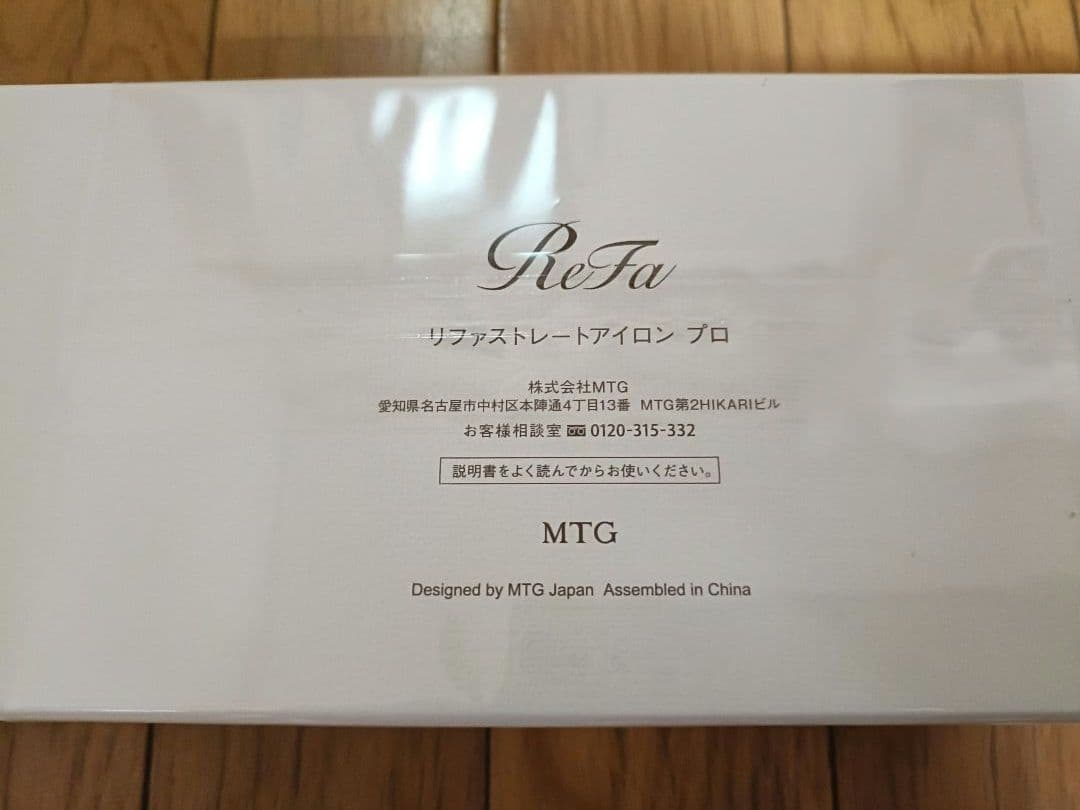 ReFa
リファストレートアイロン プロ
株式会社MTG
愛知県名古屋市中村区本陣通4丁目13番 MTG第2HIKARIビル
お客様相談室 0120-315-332
説明書をよく読んでからお使いください。
MTG
Designed by MTG Japan Assembled in China